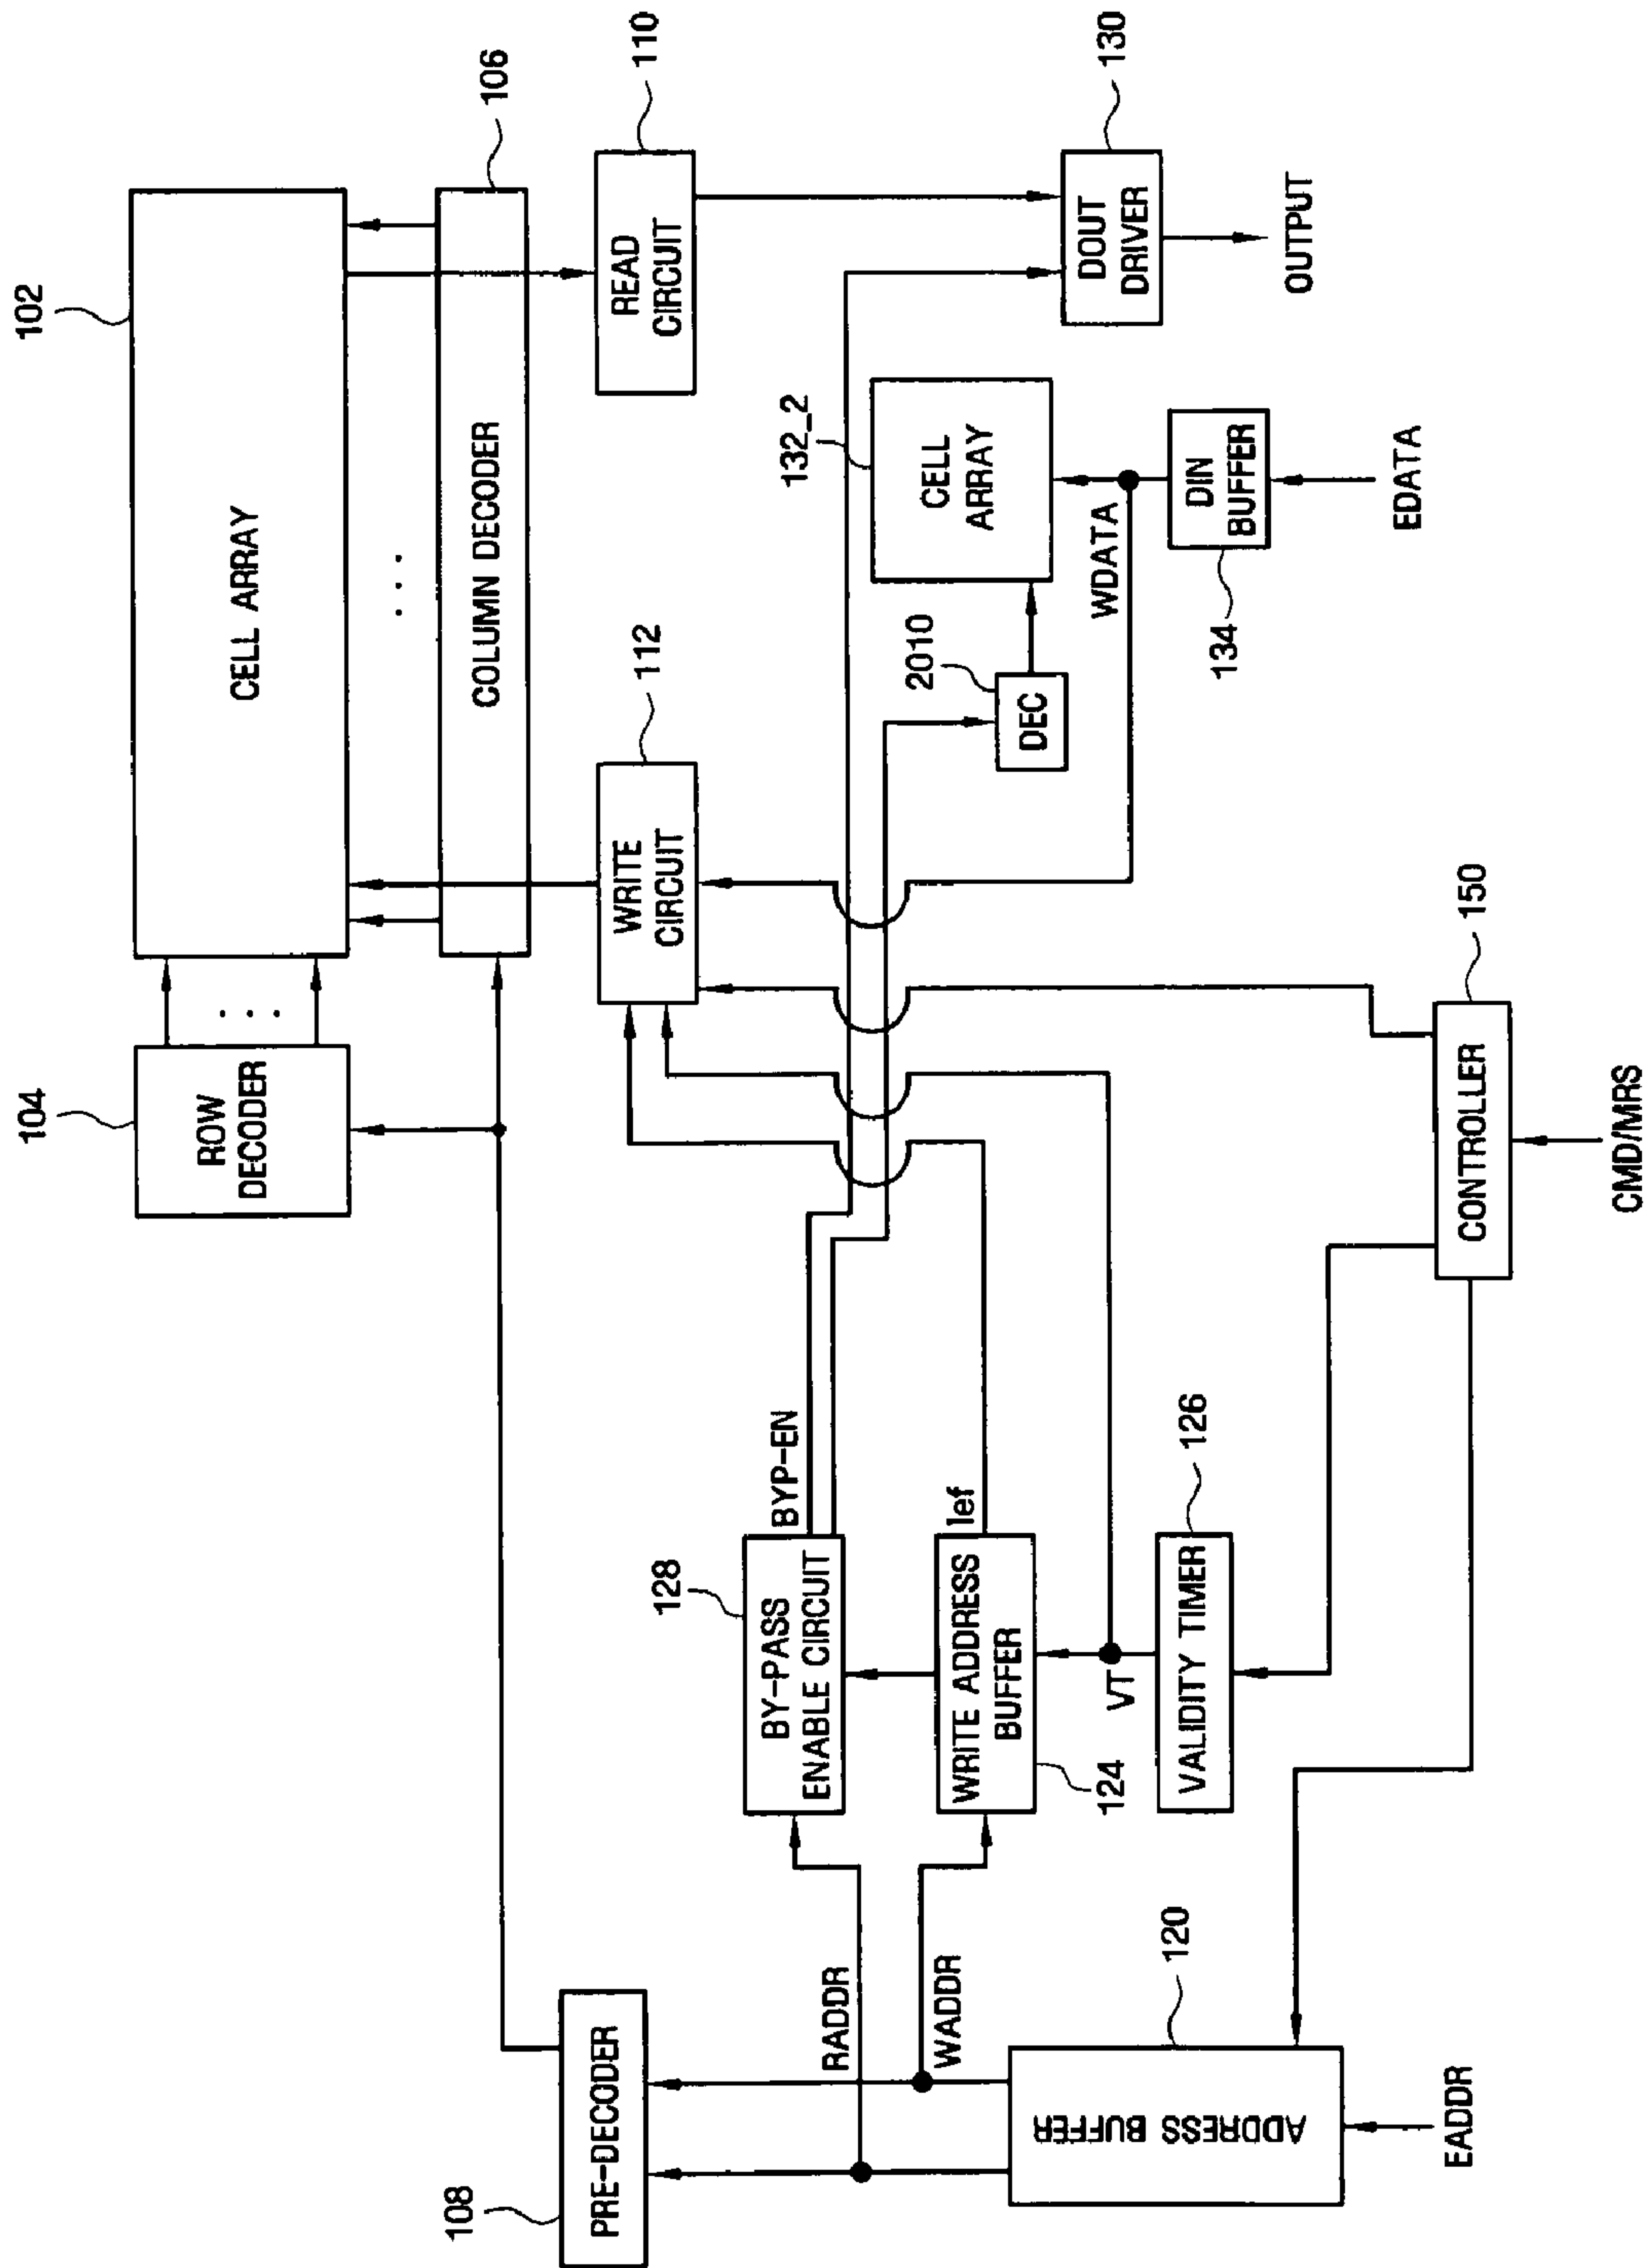 102
CELL ARRAY
104
ROW
DECODER
. . .
. . .
COLUMN DECODER
106
108
PRE-DECODER
112
WRITE
CIRCUIT
READ
CIRCUIT
110
128
BY-PASS
ENABLE CIRCUIT
BYP-EN
RADDR
WADDR
WRITE ADDRESS
BUFFER
124
1ef
132_2
CELL
ARRAY
2010
DEC
DOUT
DRIVER
130
OUTPUT
WDATA
VT
VALIDITY TIMER
126
DIN
BUFFER
134
EDATA
120
ADDRESS BUFFER
EADDR
150
CONTROLLER
CMD/MRS